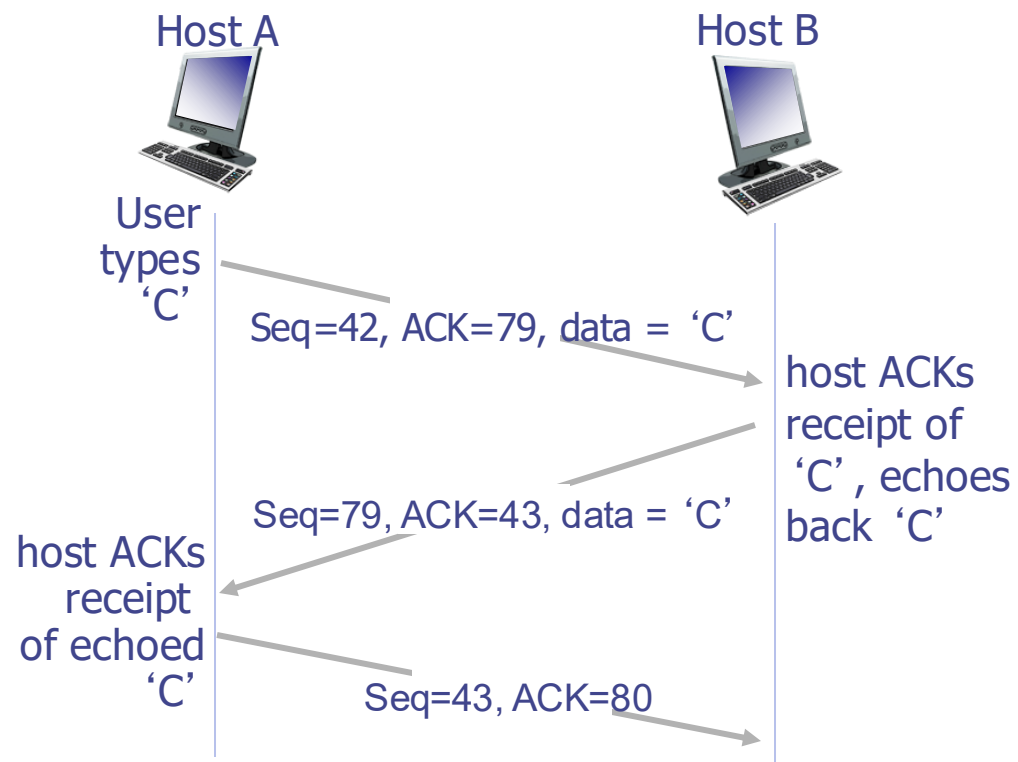 Host A
Host B
User
types
‘C’
Seq=42, ACK=79, data = ‘C’
host ACKs
receipt of
‘C’, echoes
back ‘C’
Seq=79, ACK=43, data = ‘C’
host ACKs
receipt
of echoed
‘C’
Seq=43, ACK=80